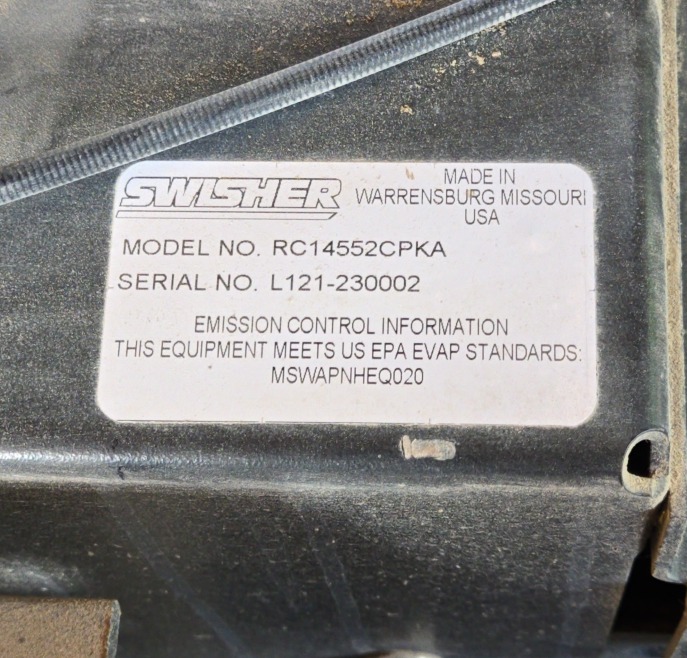 SWISHER
MADE IN
WARRENSBURG MISSOURI
USA
MODEL NO. RC14552CPKA
SERIAL NO. L121-230002
EMISSION CONTROL INFORMATION
THIS EQUIPMENT MEETS US EPA EVAP STANDARDS:
MSWAPNHEQ020